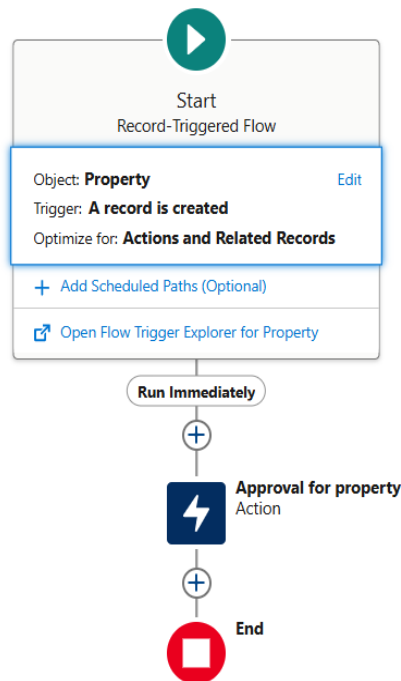 Start
Record-Triggered Flow
Object: Property Edit
Trigger: A record is created
Optimize for: Actions and Related Records
Add Scheduled Paths (Optional)
Open Flow Trigger Explorer for Property
Run Immediately
Approval for property
Action
End